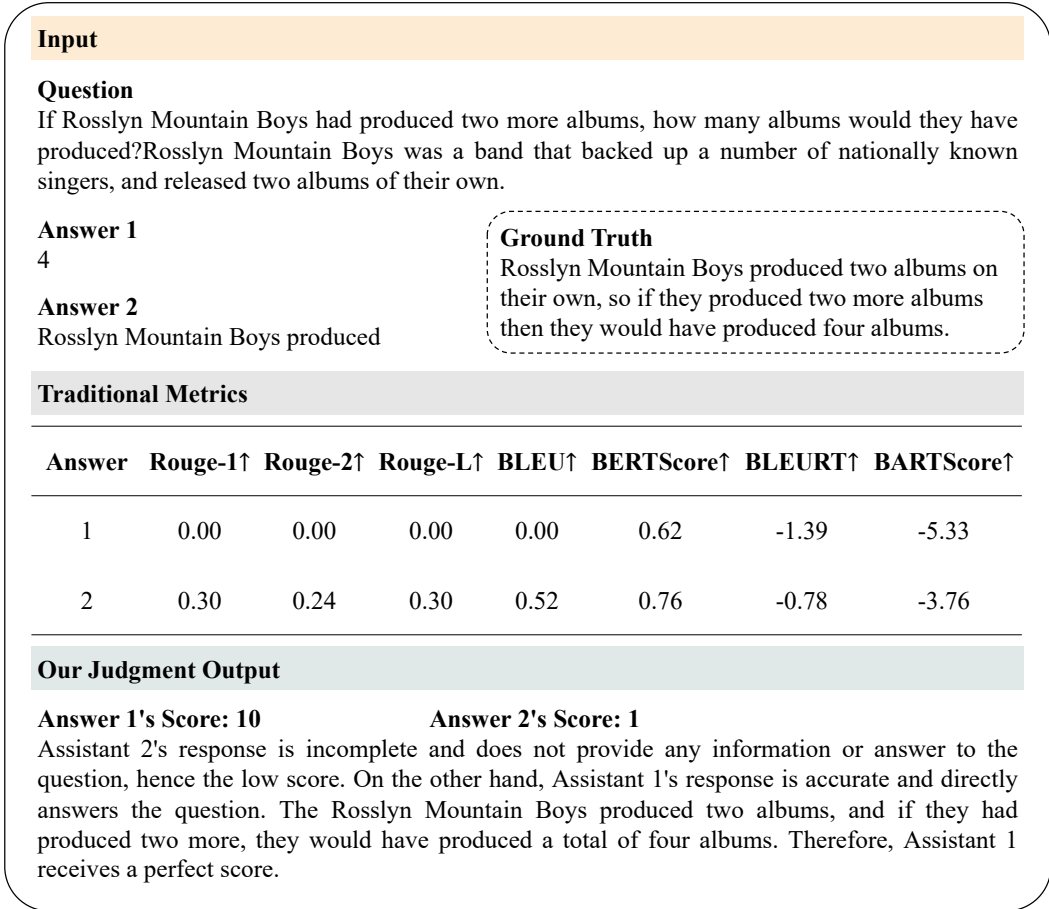 Input
Question
If Rosslyn Mountain Boys had produced two more albums, how many albums would they have
produced?Rosslyn Mountain Boys was a band that backed up a number of nationally known
singers, and released two albums of their own.
Answer 1
4
Answer 2
Rosslyn Mountain Boys produced
Ground Truth
Rosslyn Mountain Boys produced two albums on
their own, so if they produced two more albums
then they would have produced four albums.
Traditional Metrics
Answer Rouge-1↑ Rouge-2↑ Rouge-L↑ BLEU↑ BERTScore↑ BLEURT↑ BARTScore↑
1 0.00 0.00 0.00 0.00 0.62 -1.39 -5.33
2 0.30 0.24 0.30 0.52 0.76 -0.78 -3.76
Our Judgment Output
Answer 1's Score: 10 Answer 2's Score: 1
Assistant 2's response is incomplete and does not provide any information or answer to the
question, hence the low score. On the other hand, Assistant 1's response is accurate and directly
answers the question. The Rosslyn Mountain Boys produced two albums, and if they had
produced two more, they would have produced a total of four albums. Therefore, Assistant 1
receives a perfect score.